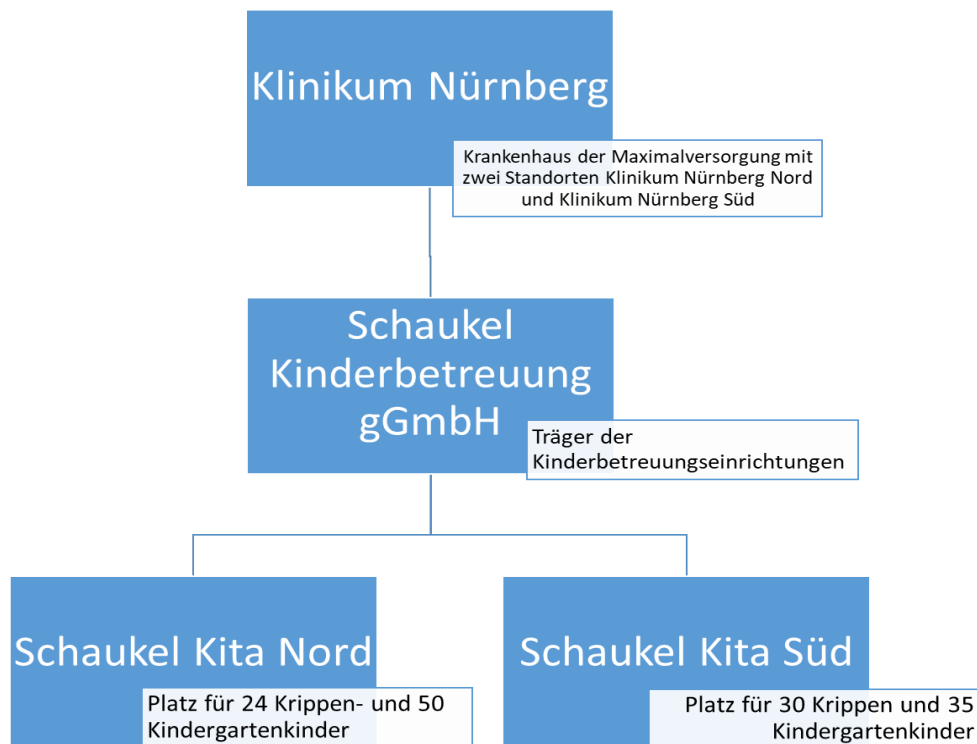 Klinikum Nürnberg
Krankenhaus der Maximalversorgung mit
zwei Standorten Klinikum Nürnberg Nord
und Klinikum Nürnberg Süd
Schaukel
Kinderbetreuung
gGmbH
Träger der
Kinderbetreuungseinrichtungen
Schaukel Kita Nord
Platz für 24 Krippen- und 50
Kindergartenkinder
Schaukel Kita Süd
Platz für 30 Krippen und 35
Kindergartenkinder